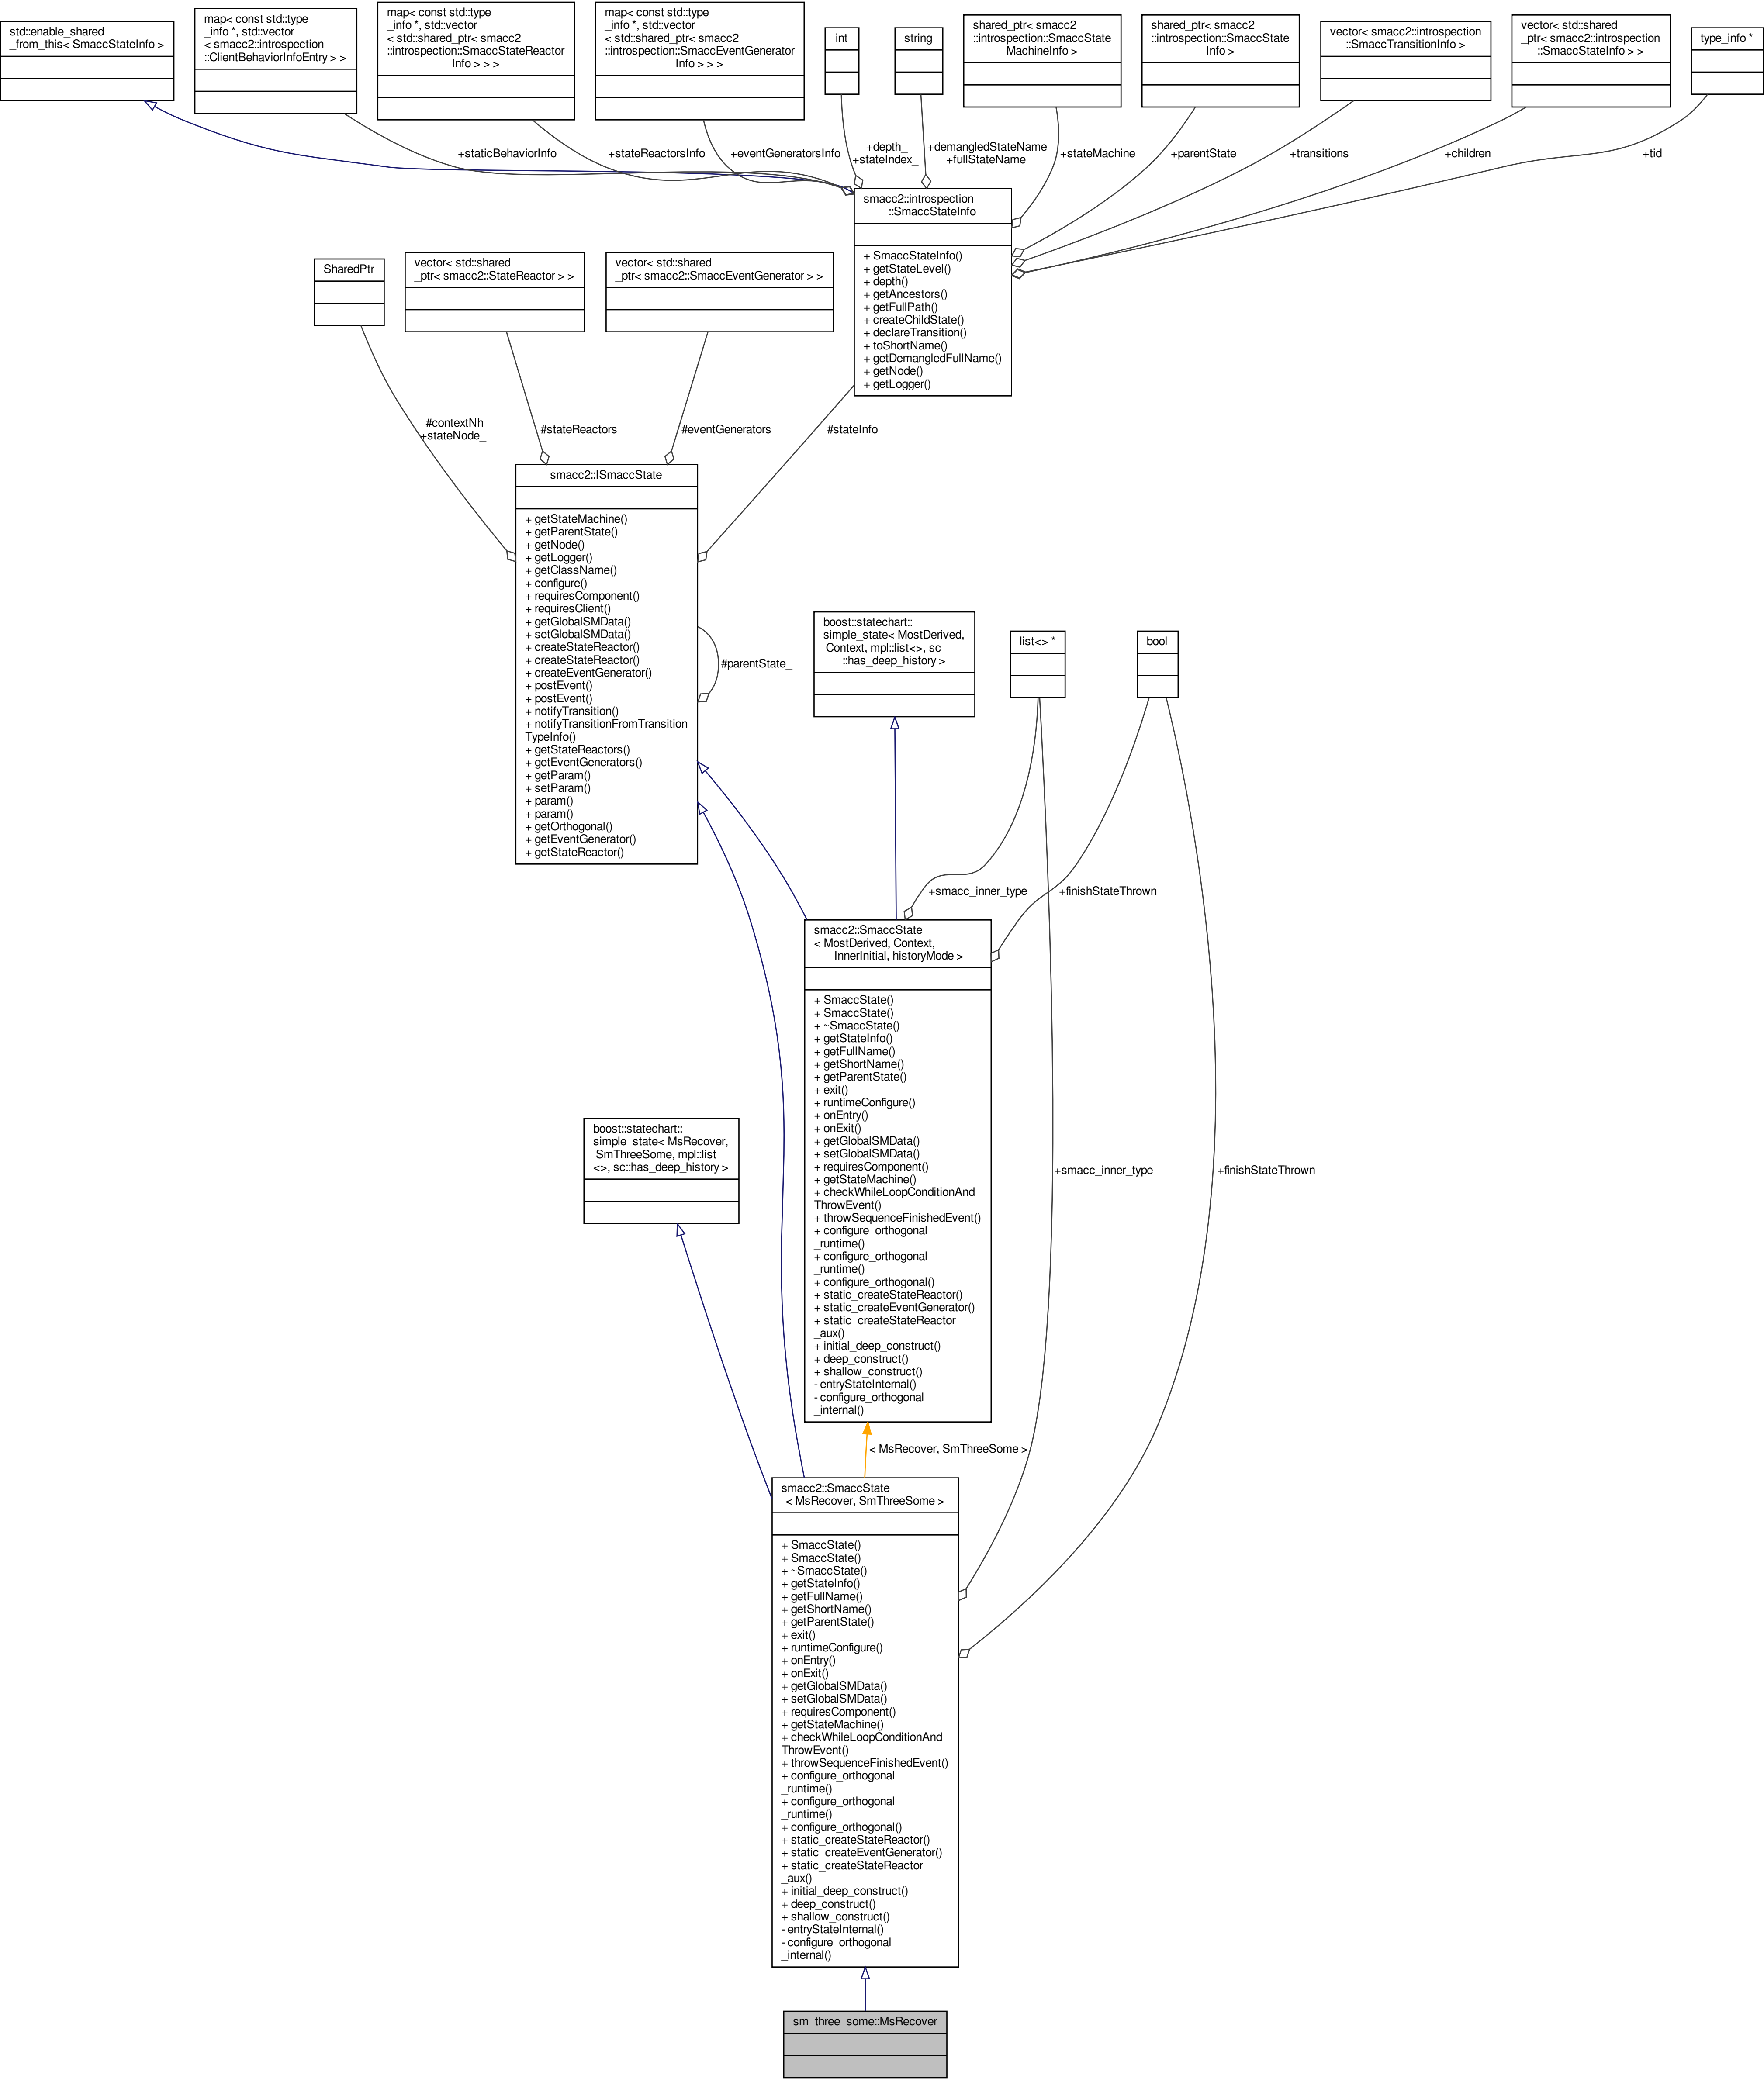 std::enable_shared
_from_this< SmaccStateInfo >
map< const std::type
_info *, std::vector
< smacc2::introspection
::ClientBehaviorInfoEntry > >
map< const std::type
_info *, std::vector
< std::shared_ptr< smacc2
::introspection::SmaccStateReactor
Info > > >
map< const std::type
_info *, std::vector
< std::shared_ptr< smacc2
::introspection::SmaccEventGenerator
Info > > >
int
string
shared_ptr< smacc2
::introspection::SmaccState
MachineInfo >
shared_ptr< smacc2
::introspection::SmaccState
Info >
vector< smacc2::introspection
::SmaccTransitionInfo >
vector< std::shared
_ptr< smacc2::introspection
::SmaccStateInfo > >
type_info *
+staticBehaviorInfo
+stateReactorsInfo
+eventGeneratorsInfo
+depth_
+stateIndex_
+demangledStateName
+fullStateName
+stateMachine_
+parentState_
+transitions_
+children_
+tid_
smacc2::introspection
::SmaccStateInfo
+ SmaccStateInfo()
+ getStateLevel()
+ depth()
+ getAncestors()
+ getFullPath()
+ createChildState()
+ declareTransition()
+ toShortName()
+ getDemangledFullName()
+ getNode()
+ getLogger()
SharedPtr
vector< std::shared
_ptr< smacc2::StateReactor > >
vector< std::shared
_ptr< smacc2::SmaccEventGenerator > >
#contextNh
+stateNode_
#stateReactors_
#eventGenerators_
#stateInfo_
smacc2::ISmaccState
+ getStateMachine()
+ getParentState()
+ getNode()
+ getLogger()
+ getClassName()
+ configure()
+ requiresComponent()
+ requiresClient()
+ getGlobalSMData()
+ setGlobalSMData()
+ createStateReactor()
+ createStateReactor()
+ createEventGenerator()
+ postEvent()
+ postEvent()
+ notifyTransition()
+ notifyTransitionFromTransition
TypeInfo()
+ getStateReactors()
+ getEventGenerators()
+ getParam()
+ setParam()
+ param()
+ param()
+ getOrthogonal()
+ getEventGenerator()
+ getStateReactor()
#parentState_
boost::statechart::
simple_state< MostDerived,
Context, mpl::list<>, sc
::has_deep_history >
list<> *
bool
+smacc_inner_type
+finishStateThrown
smacc2::SmaccState
< MostDerived, Context,
InnerInitial, historyMode >
+ SmaccState()
+ SmaccState()
+ ~SmaccState()
+ getStateInfo()
+ getFullName()
+ getShortName()
+ getParentState()
+ exit()
+ runtimeConfigure()
+ onEntry()
+ onExit()
+ getGlobalSMData()
+ setGlobalSMData()
+ requiresComponent()
+ getStateMachine()
+ checkWhileLoopConditionAnd
ThrowEvent()
+ throwSequenceFinishedEvent()
+ configure_orthogonal
_runtime()
+ configure_orthogonal
_runtime()
+ configure_orthogonal()
+ static_createStateReactor()
+ static_createEventGenerator()
+ static_createStateReactor
_aux()
+ initial_deep_construct()
+ deep_construct()
+ shallow_construct()
- entryStateInternal()
- configure_orthogonal
_internal()
boost::statechart::
simple_state< MsRecover,
SmThreeSome, mpl::list
<>, sc::has_deep_history >
+smacc_inner_type
+finishStateThrown
< MsRecover, SmThreeSome >
smacc2::SmaccState
< MsRecover, SmThreeSome >
+ SmaccState()
+ SmaccState()
+ ~SmaccState()
+ getStateInfo()
+ getFullName()
+ getShortName()
+ getParentState()
+ exit()
+ runtimeConfigure()
+ onEntry()
+ onExit()
+ getGlobalSMData()
+ setGlobalSMData()
+ requiresComponent()
+ getStateMachine()
+ checkWhileLoopConditionAnd
ThrowEvent()
+ throwSequenceFinishedEvent()
+ configure_orthogonal
_runtime()
+ configure_orthogonal
_runtime()
+ configure_orthogonal()
+ static_createStateReactor()
+ static_createEventGenerator()
+ static_createStateReactor
_aux()
+ initial_deep_construct()
+ deep_construct()
+ shallow_construct()
- entryStateInternal()
- configure_orthogonal
_internal()
sm_three_some::MsRecover